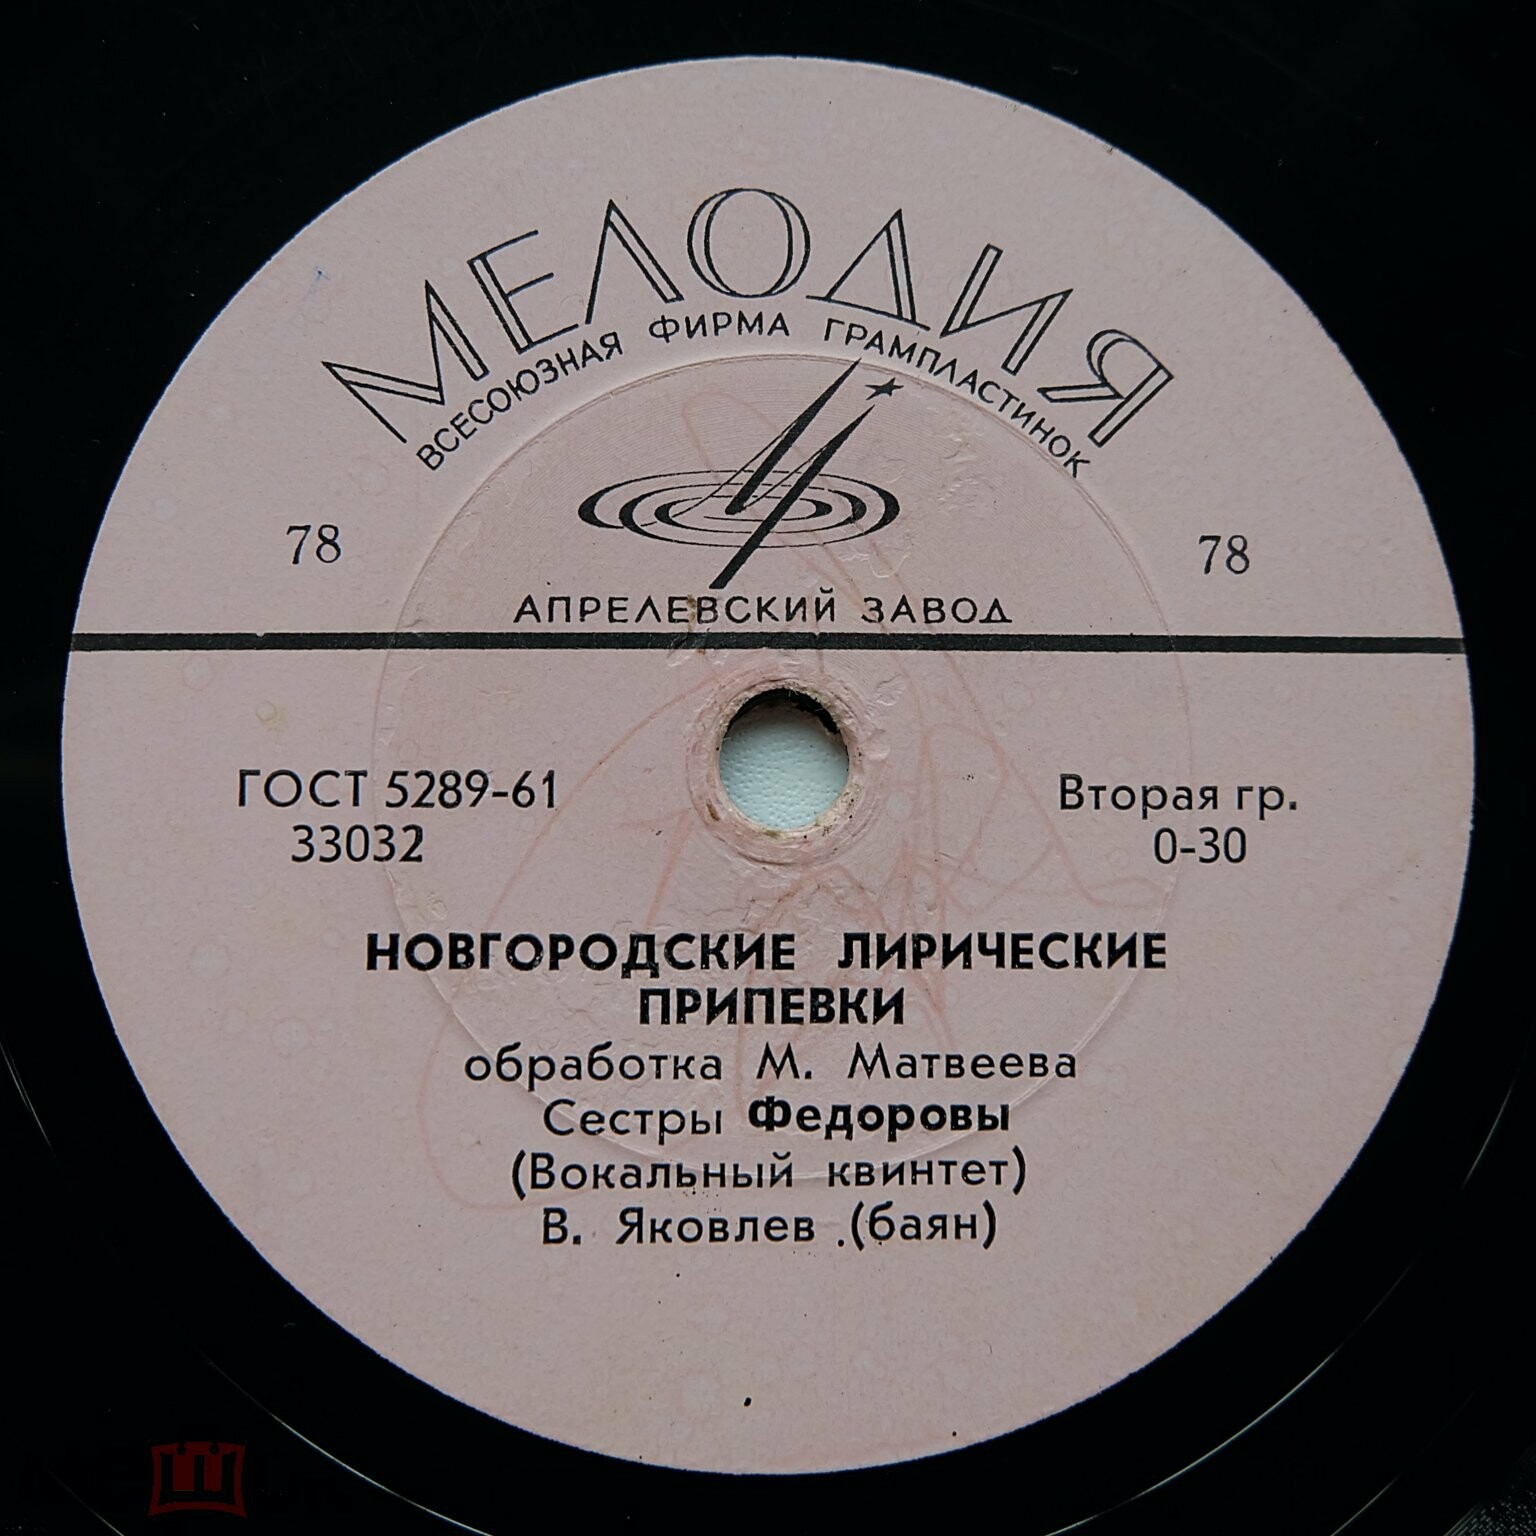 МЕЛОДИЯ
ВСЕСОЮЗНАЯ ФИРМА ГРАМПЛАСТИНОК
78 78
АПРЕЛЕВСКИЙ ЗАВОД
ГОСТ 5289-61 Вторая гр.
33032 0-30
НОВГОРОДСКИЕ ЛИРИЧЕСКИЕ
ПРИПЕВКИ
обработка М. Матвеева
Сестры Федоровы
(Вокальный квинтет)
В. Яковлев (баян)